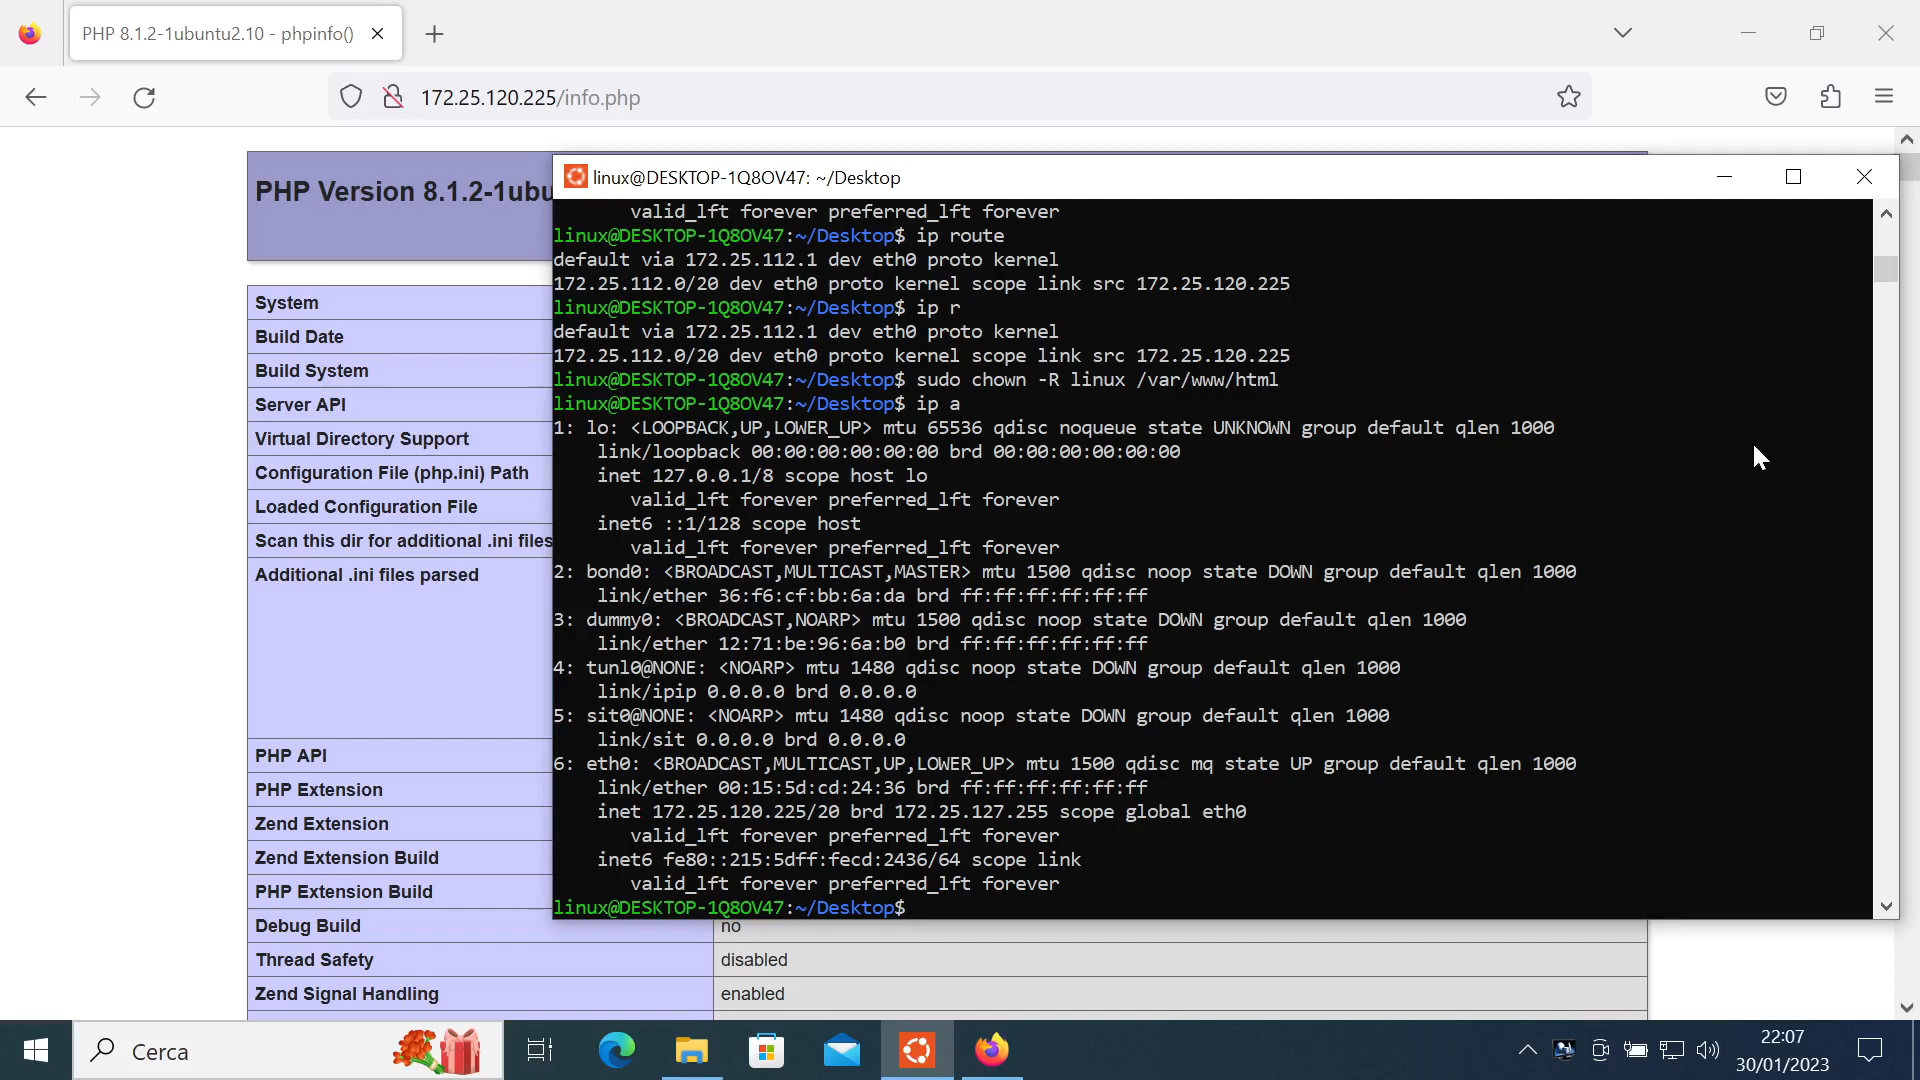 PHP 8.1.2-1ubuntu2.10 - phpinfo()
172.25.120.225/info.php
PHP Version 8.1.2-1ubu
linux@DESKTOP-1Q8OV47: ~/Desktop
valid_lft forever preferred_lft forever
linux@DESKTOP-1Q8OV47:~/Desktop$ ip route
default via 172.25.112.1 dev eth0 proto kernel
172.25.112.0/20 dev eth0 proto kernel scope link src 172.25.120.225
linux@DESKTOP-1Q8OV47:~/Desktop$ ip r
default via 172.25.112.1 dev eth0 proto kernel
172.25.112.0/20 dev eth0 proto kernel scope link src 172.25.120.225
linux@DESKTOP-1Q8OV47:~/Desktop$ sudo chown -R linux /var/www/html
linux@DESKTOP-1Q8OV47:~/Desktop$ ip a
1: lo: <LOOPBACK,UP,LOWER_UP> mtu 65536 qdisc noqueue state UNKNOWN group default qlen 1000
link/loopback 00:00:00:00:00:00 brd 00:00:00:00:00:00
inet 127.0.0.1/8 scope host lo
valid_lft forever preferred_lft forever
inet6 ::1/128 scope host
valid_lft forever preferred_lft forever
2: bond0: <BROADCAST,MULTICAST,MASTER> mtu 1500 qdisc noop state DOWN group default qlen 1000
link/ether 36:f6:cf:bb:6a:da brd ff:ff:ff:ff:ff:ff
3: dummy0: <BROADCAST,NOARP> mtu 1500 qdisc noop state DOWN group default qlen 1000
link/ether 12:71:be:96:6a:b0 brd ff:ff:ff:ff:ff:ff
4: tunl0@NONE: <NOARP> mtu 1480 qdisc noop state DOWN group default qlen 1000
link/ipip 0.0.0.0 brd 0.0.0.0
5: sit0@NONE: <NOARP> mtu 1480 qdisc noop state DOWN group default qlen 1000
link/sit 0.0.0.0 brd 0.0.0.0
6: eth0: <BROADCAST,MULTICAST,UP,LOWER_UP> mtu 1500 qdisc mq state UP group default qlen 1000
link/ether 00:15:5d:cd:24:36 brd ff:ff:ff:ff:ff:ff
inet 172.25.120.225/20 brd 172.25.127.255 scope global eth0
valid_lft forever preferred_lft forever
inet6 fe80::215:5dff:fecd:2436/64 scope link
valid_lft forever preferred_lft forever
linux@DESKTOP-1Q8OV47:~/Desktop$
System
Build Date
Build System
Server API
Virtual Directory Support
Configuration File (php.ini) Path
Loaded Configuration File
Scan this dir for additional .ini files
Additional .ini files parsed
PHP API
PHP Extension
Zend Extension
Zend Extension Build
PHP Extension Build
Debug Build no
Thread Safety disabled
Zend Signal Handling enabled
Cerca
22:07
30/01/2023